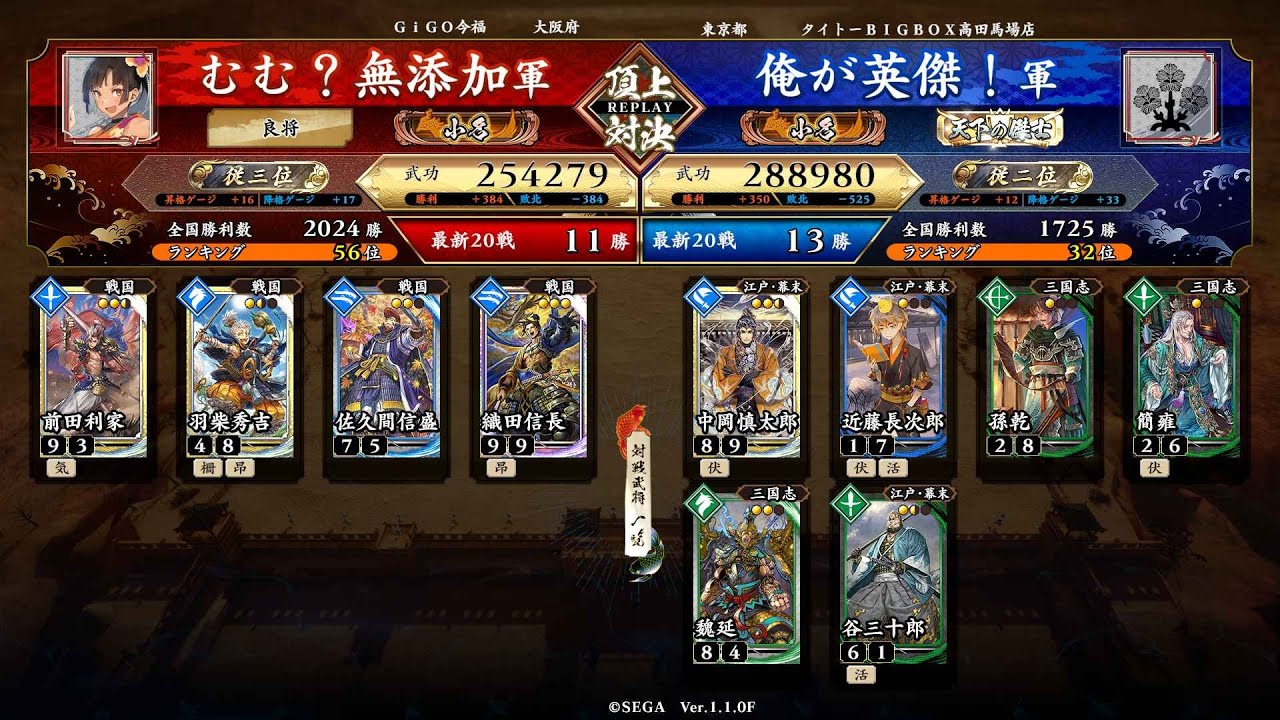 GiGO今福 大阪府
東京都 タイトーBIGBOX高田馬場店
むむ?無添加軍
頂上
REPLAY
対決
俺が英傑!軍
良将
小名
小名
天下の傑士
従三位
武功 254279
勝利 +384 敗北 -384
昇格ゲージ +16 降格ゲージ +17
武功 288980
勝利 +350 敗北 -525
従二位
昇格ゲージ +12 降格ゲージ +33
全国勝利数 2024勝
ランキング 56位
最新20戦 11勝
最新20戦 13勝
全国勝利数 1725勝
ランキング 32位
戦国
前田利家
9 3
気
戦国
羽柴秀吉
4 8
柵 昂
戦国
佐久間信盛
7 5
戦国
織田信長
9 9
昂
対戦武将一覧
江戸・幕末
中岡慎太郎
8 9
伏
江戸・幕末
近藤長次郎
1 7
伏 活
三国志
孫乾
2 8
三国志
簡雍
2 6
伏
三国志
魏延
8 4
江戸・幕末
谷三十郎
6 1
活
©SEGA Ver.1.1.0F